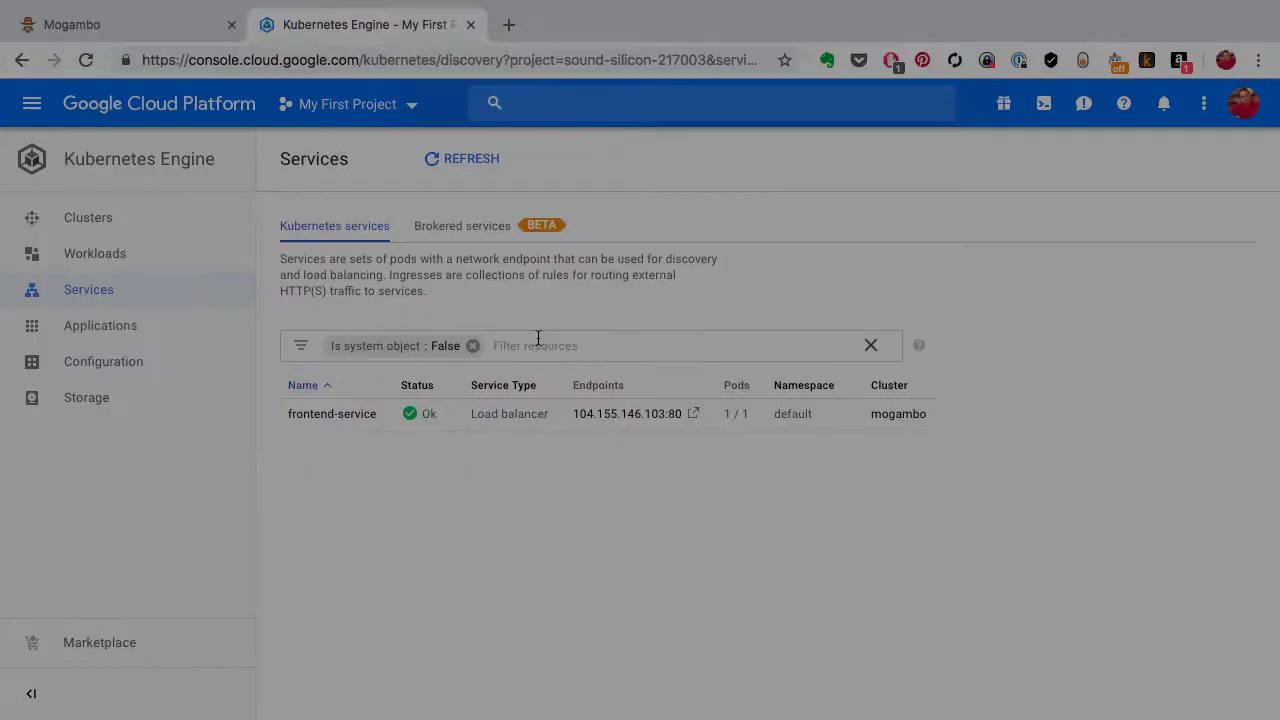 Mogambo
Kubernetes Engine - My First P
https://console.cloud.google.com/kubernetes/discovery?project=sound-silicon-217003&servi...
1
off
k
a
1
Google Cloud Platform
My First Project
Kubernetes Engine
Services
REFRESH
Clusters
Workloads
Services
Applications
Configuration
Storage
Marketplace
Kubernetes services
Brokered services
BETA
Services are sets of pods with a network endpoint that can be used for discovery
and load balancing. Ingresses are collections of rules for routing external
HTTP(S) traffic to services.
Is system object : False
Filter resources
Name Status Service Type Endpoints Pods Namespace Cluster
frontend-service Ok Load balancer 104.155.146.103:80 1 / 1 default mogambo